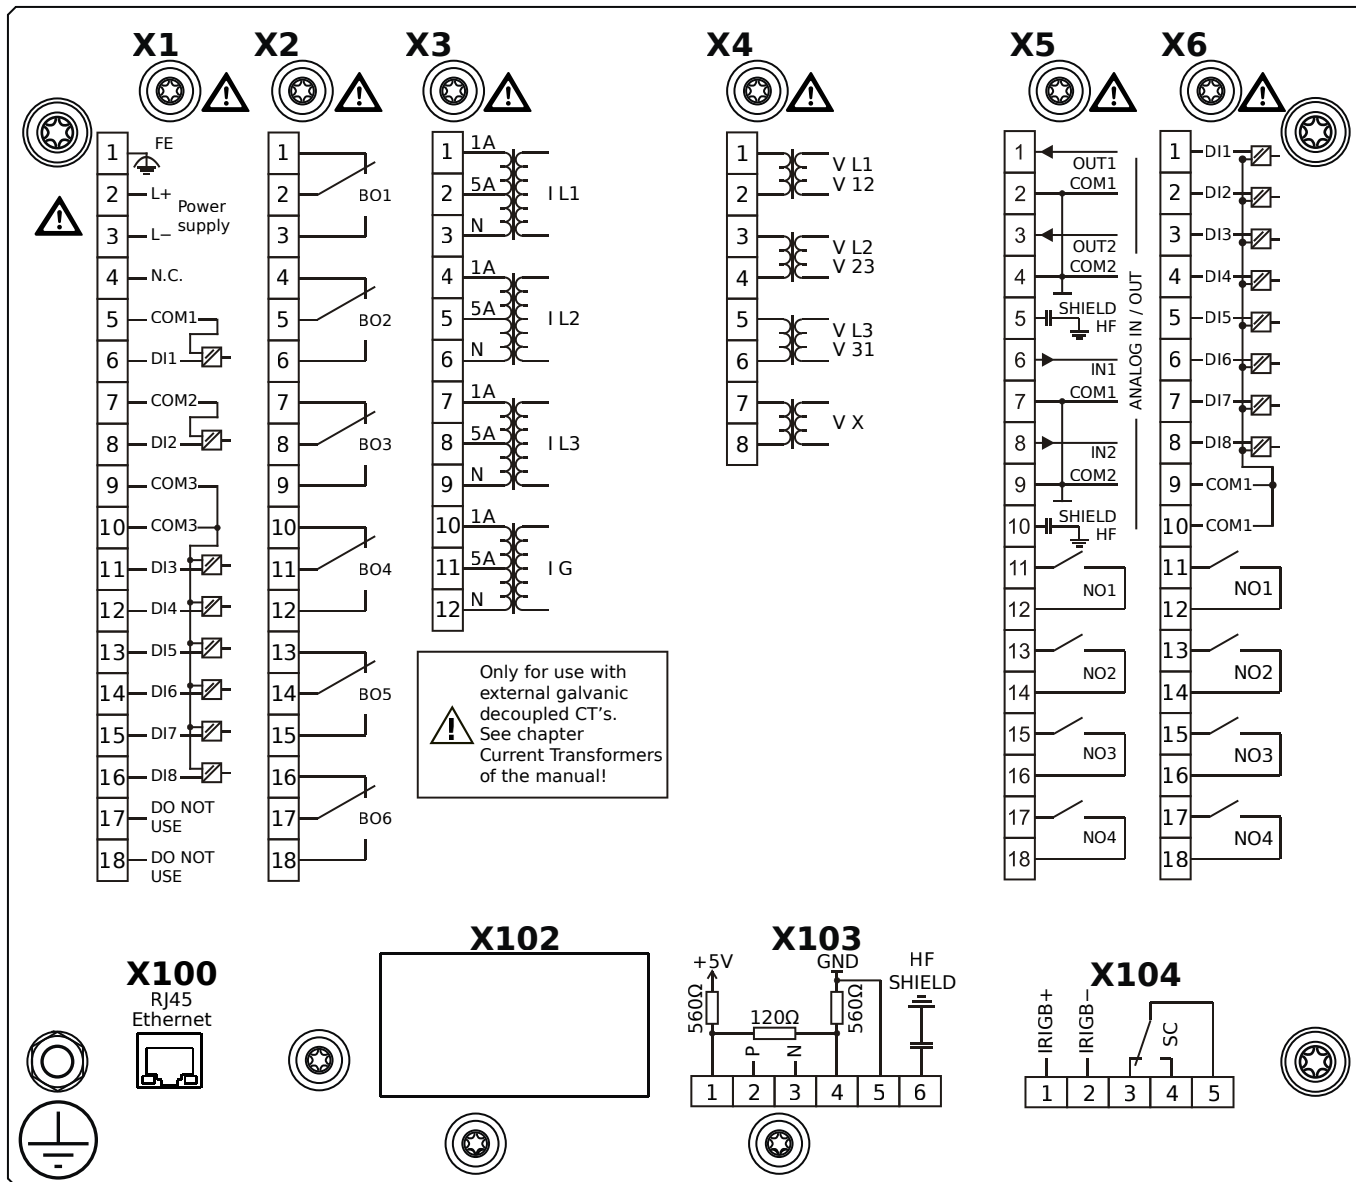 X1
X2
X3
X4
X5
X6
1 FE
2 L+
Power
supply
3 L−
4 N.C.
5 COM1
6 DI1
7 COM2
8 DI2
9 COM3
10 COM3
11 DI3
12 DI4
13 DI5
14 DI6
15 DI7
16 DI8
17 DO NOT
USE
18 DO NOT
USE
1
2 BO1
3
4
5 BO2
6
7
8 BO3
9
10
11 BO4
12
13
14 BO5
15
16
17 BO6
18
1 1A
2 5A I L1
3 N
4 1A
5 5A I L2
6 N
7 1A
8 5A I L3
9 N
10 1A
11 5A I G
12 N
Only for use with
external galvanic
decoupled CT's.
See chapter
Current Transformers
of the manual!
1 V L1
2 V 12
3 V L2
4 V 23
5 V L3
6 V 31
7 V X
8
1 OUT1
2 COM1
3 OUT2
4 COM2
5 SHIELD
HF
6 IN1
7 COM1
8 IN2
9 COM2
10 SHIELD
HF
ANALOG IN / OUT
11 NO1
12
13 NO2
14
15 NO3
16
17 NO4
18
1 DI1
2 DI2
3 DI3
4 DI4
5 DI5
6 DI6
7 DI7
8 DI8
9 COM1
10 COM1
11 NO1
12
13 NO2
14
15 NO3
16
17 NO4
18
X100
RJ45
Ethernet
X102
X103
+5V GND HF
SHIELD
560Ω 120Ω 560Ω
P N
1 2 3 4 5 6
X104
IRIGB+ IRIGB− SC
1 2 3 4 5